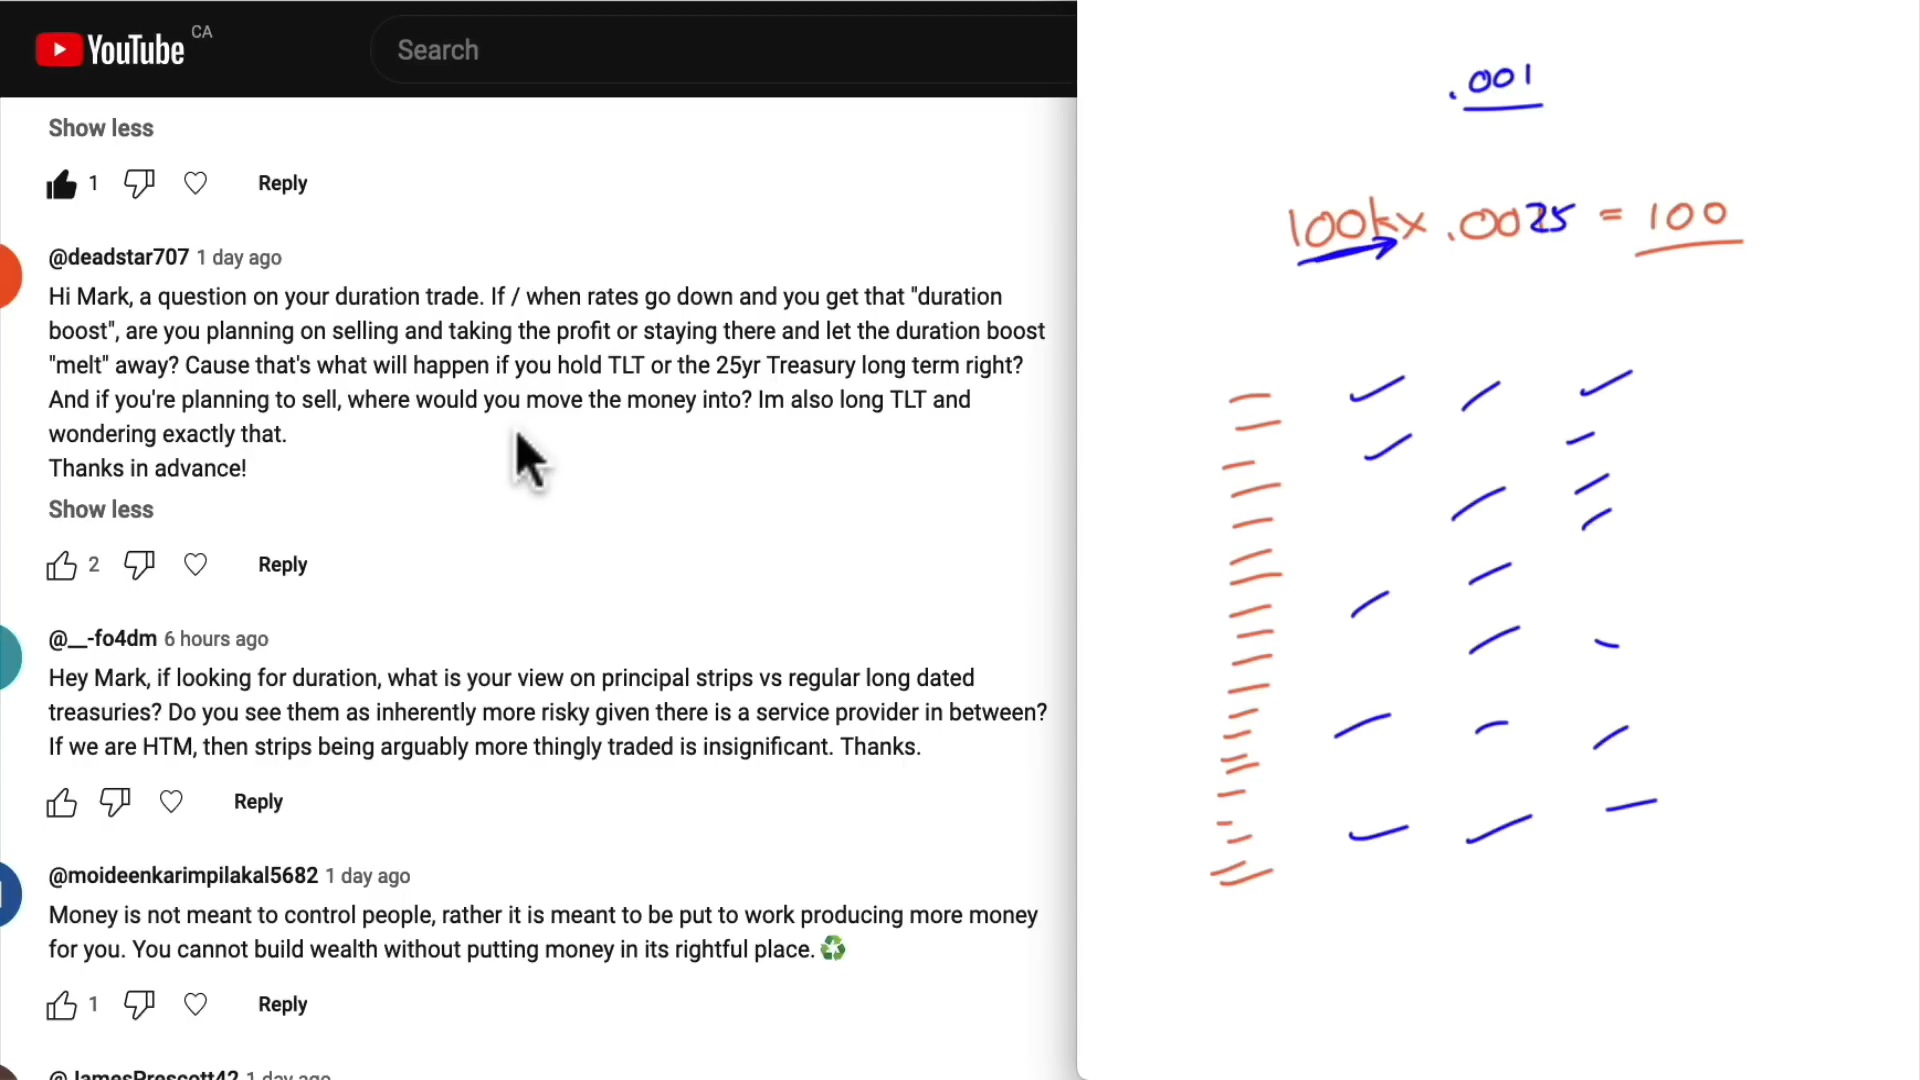 YouTube CA
Search
Show less
1
Reply
@deadstar707 1 day ago
Hi Mark, a question on your duration trade. If / when rates go down and you get that "duration
boost", are you planning on selling and taking the profit or staying there and let the duration boost
"melt" away? Cause that's what will happen if you hold TLT or the 25yr Treasury long term right?
And if you're planning to sell, where would you move the money into? Im also long TLT and
wondering exactly that.
Thanks in advance!
Show less
2
Reply
@__-fo4dm 6 hours ago
Hey Mark, if looking for duration, what is your view on principal strips vs regular long dated
treasuries? Do you see them as inherently more risky given there is a service provider in between?
If we are HTM, then strips being arguably more thingly traded is insignificant. Thanks.
Reply
@moideenkarimpilakal5682 1 day ago
Money is not meant to control people, rather it is meant to be put to work producing more money
for you. You cannot build wealth without putting money in its rightful place. ♻️
1
Reply
@JamesPrescott42 1 day ago
.001
100kx .0025 = 100